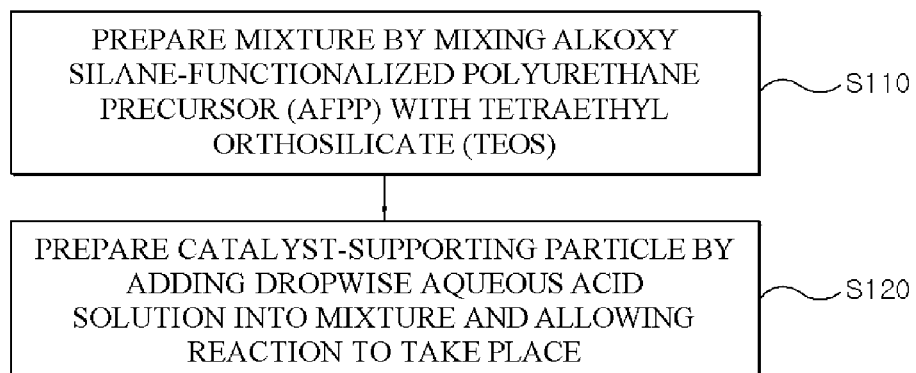 PREPARE MIXTURE BY MIXING ALKOXY
SILANE-FUNCTIONALIZED POLYURETHANE
PRECURSOR (AFPP) WITH TETRAETHYL
ORTHOSILICATE (TEOS)
S110
PREPARE CATALYST-SUPPORTING PARTICLE BY
ADDING DROPWISE AQUEOUS ACID
SOLUTION INTO MIXTURE AND ALLOWING
REACTION TO TAKE PLACE
S120